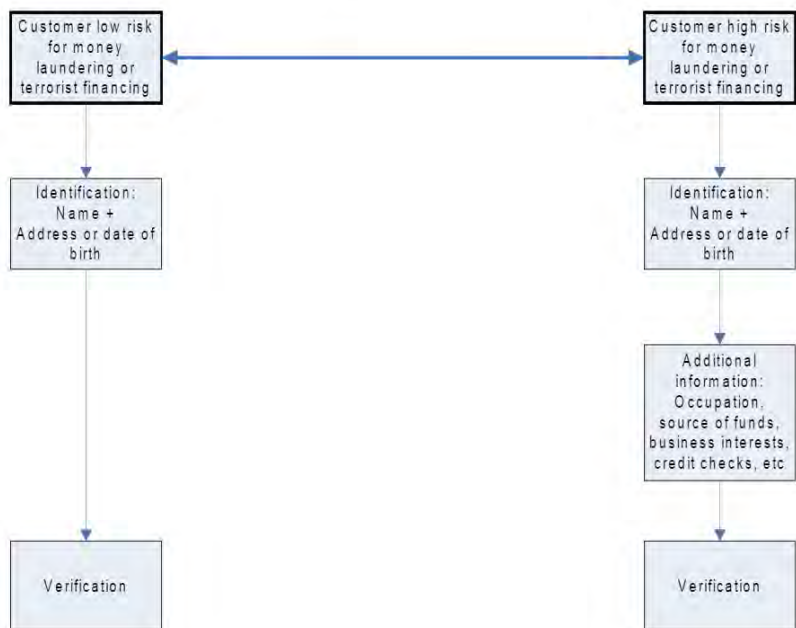 Customer low risk
for money
laundering or
terrorist financing
Customer high risk
for money
laundering or
terrorist financing
Identification:
Name +
Address or date of
birth
Identification:
Name +
Address or date of
birth
Additional
information:
Occupation,
source of funds,
business interests,
credit checks, etc
Verification
Verification